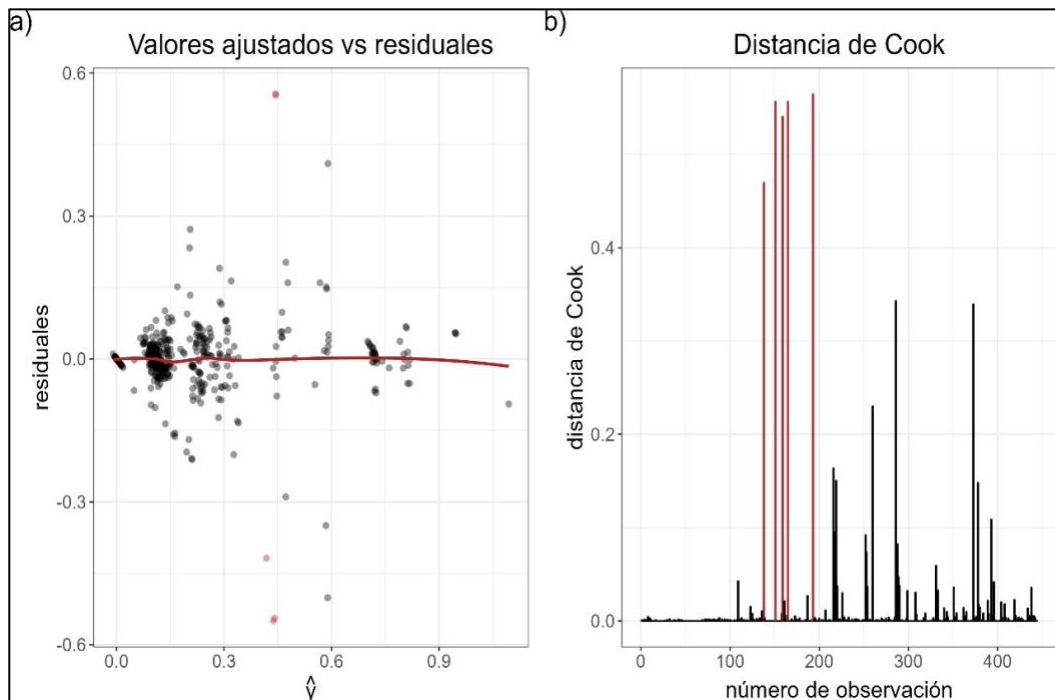 a)
Valores ajustados vs residuales
0.6
0.3
0.0
-0.3
-0.6
residuales
0.0 0.3 0.6 0.9
ŷ
b)
Distancia de Cook
0.4
0.2
0.0
distancia de Cook
0 100 200 300 400
número de observación